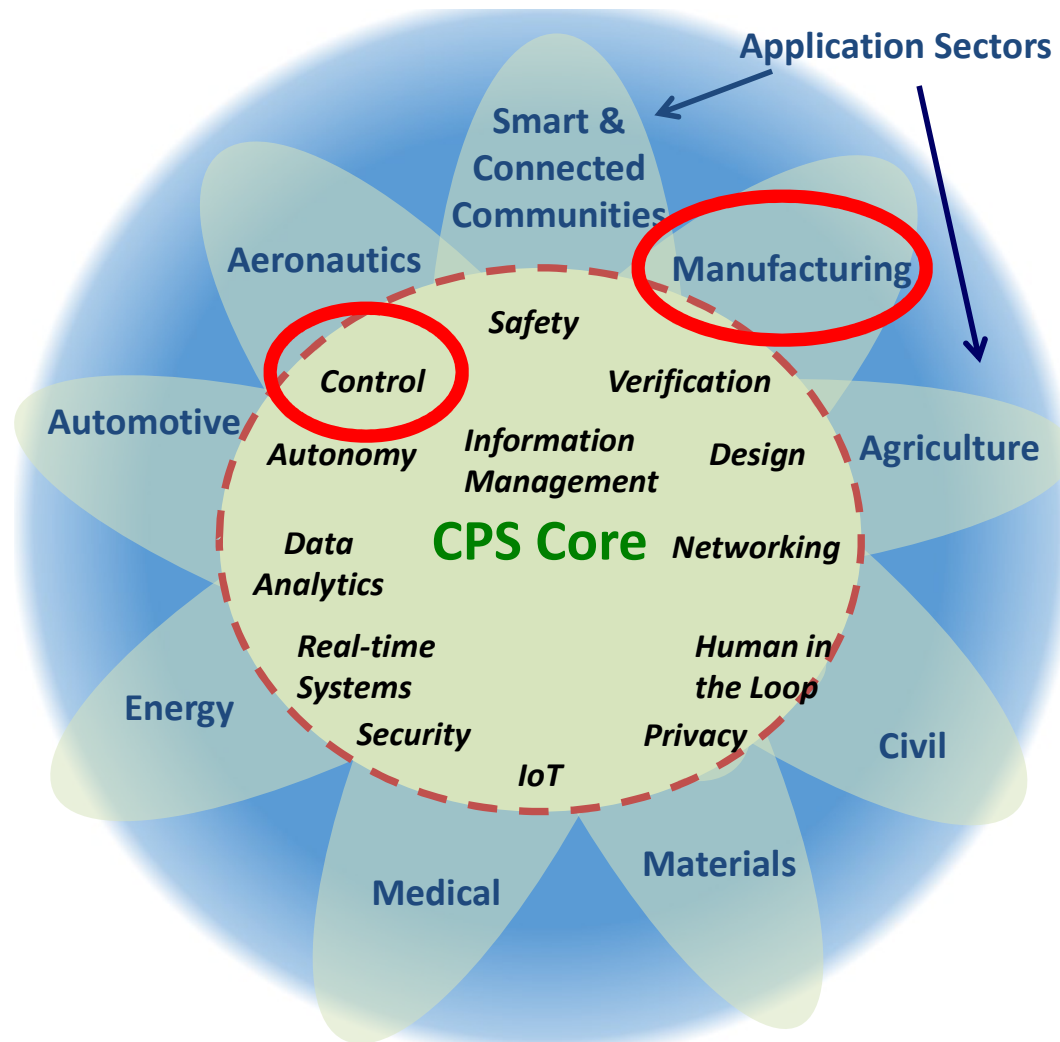 Application Sectors
Smart &
Connected
Communities
Aeronautics
Manufacturing
Safety
Control
Verification
Automotive
Autonomy
Information
Management
Design
Agriculture
Data
Analytics
CPS Core
Networking
Real-time
Systems
Human in
the Loop
Energy
Security
Privacy
Civil
IoT
Medical
Materials